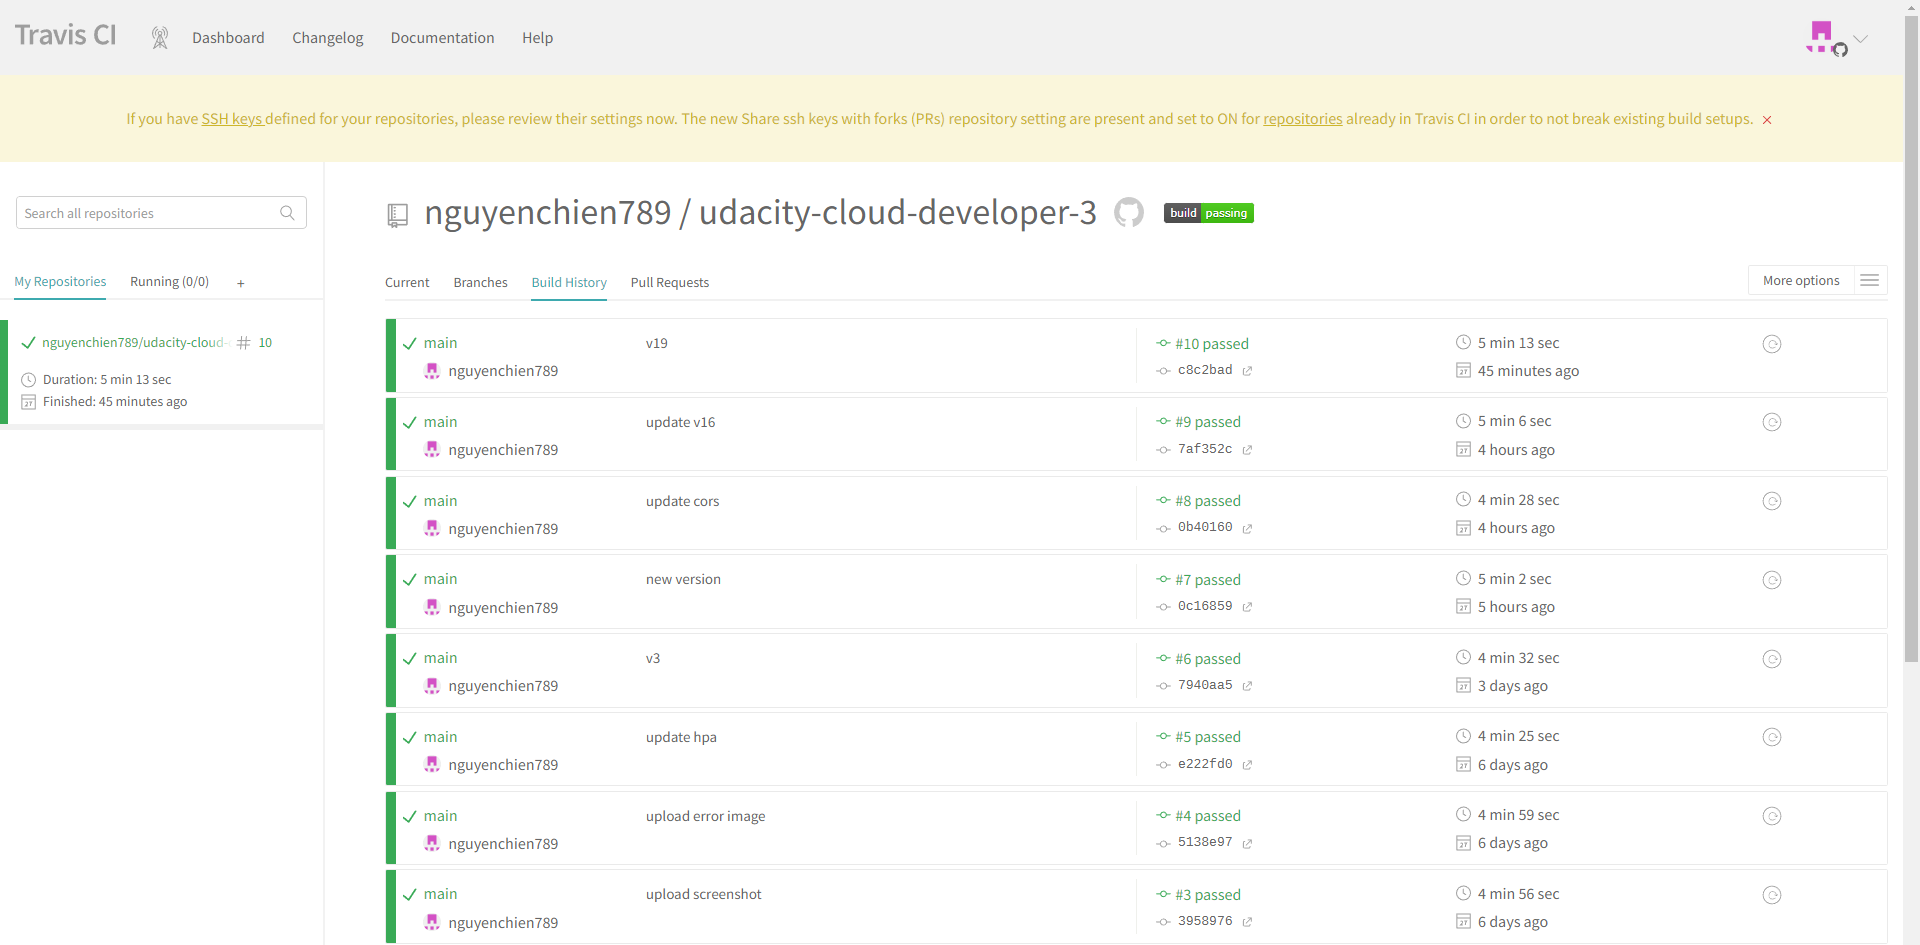 Travis CI
Dashboard
Changelog
Documentation
Help
If you have SSH keys defined for your repositories, please review their settings now. The new Share ssh keys with forks (PRs) repository setting are present and set to ON for repositories already in Travis CI in order to not break existing build setups.
Search all repositories
My Repositories
Running (0/0)
+
nguyenchien789/udacity-cloud- # 10
Duration: 5 min 13 sec
Finished: 45 minutes ago
nguyenchien789 / udacity-cloud-developer-3
build passing
Current
Branches
Build History
Pull Requests
More options
main
v19
#10 passed
5 min 13 sec
nguyenchien789
c8c2bad
45 minutes ago
main
update v16
#9 passed
5 min 6 sec
nguyenchien789
7af352c
4 hours ago
main
update cors
#8 passed
4 min 28 sec
nguyenchien789
0b40160
4 hours ago
main
new version
#7 passed
5 min 2 sec
nguyenchien789
0c16859
5 hours ago
main
v3
#6 passed
4 min 32 sec
nguyenchien789
7940aa5
3 days ago
main
update hpa
#5 passed
4 min 25 sec
nguyenchien789
e222fd0
6 days ago
main
upload error image
#4 passed
4 min 59 sec
nguyenchien789
5138e97
6 days ago
main
upload screenshot
#3 passed
4 min 56 sec
nguyenchien789
3958976
6 days ago